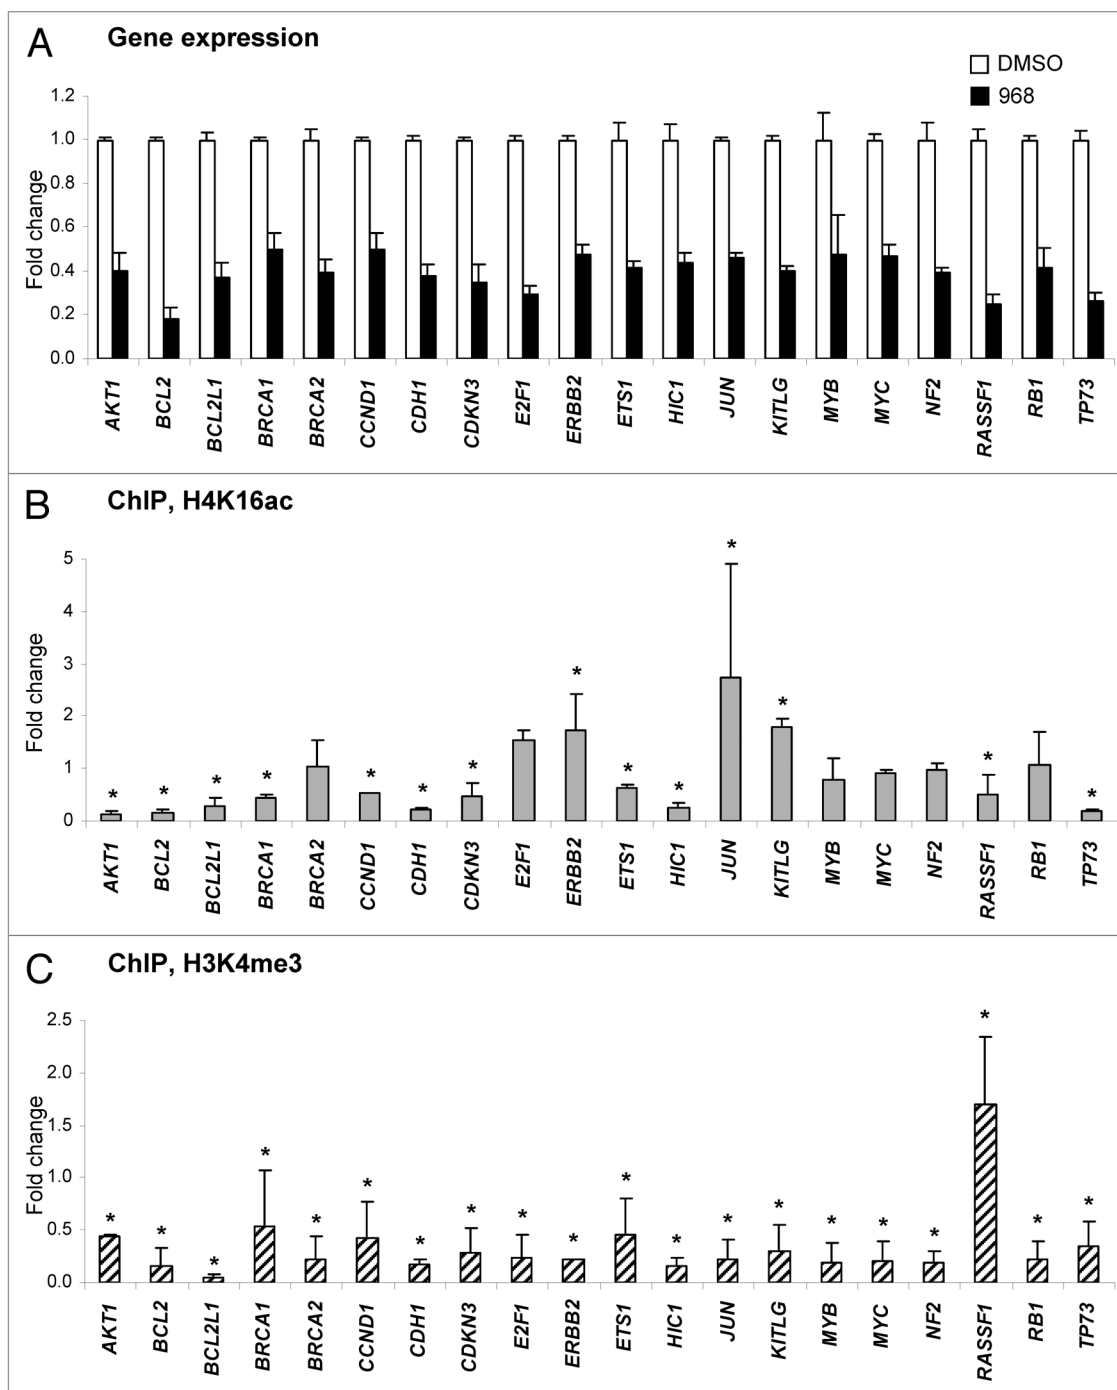 A Gene expression
DMSO
968
Fold change
1.2
1.0
0.8
0.6
0.4
0.2
0.0
AKT1 BCL2 BCL2L1 BRCA1 BRCA2 CCND1 CDH1 CDKN3 E2F1 ERBB2 ETS1 HIC1 JUN KITLG MYB MYC NF2 RASSF1 RB1 TP73
B ChIP, H4K16ac
Fold change
5
4
3
2
1
0
* * * * * * * * * * * * * *
AKT1 BCL2 BCL2L1 BRCA1 BRCA2 CCND1 CDH1 CDKN3 E2F1 ERBB2 ETS1 HIC1 JUN KITLG MYB MYC NF2 RASSF1 RB1 TP73
C ChIP, H3K4me3
Fold change
2.5
2.0
1.5
1.0
0.5
0.0
* * * * * * * * * * * * * * * * * * * *
AKT1 BCL2 BCL2L1 BRCA1 BRCA2 CCND1 CDH1 CDKN3 E2F1 ERBB2 ETS1 HIC1 JUN KITLG MYB MYC NF2 RASSF1 RB1 TP73